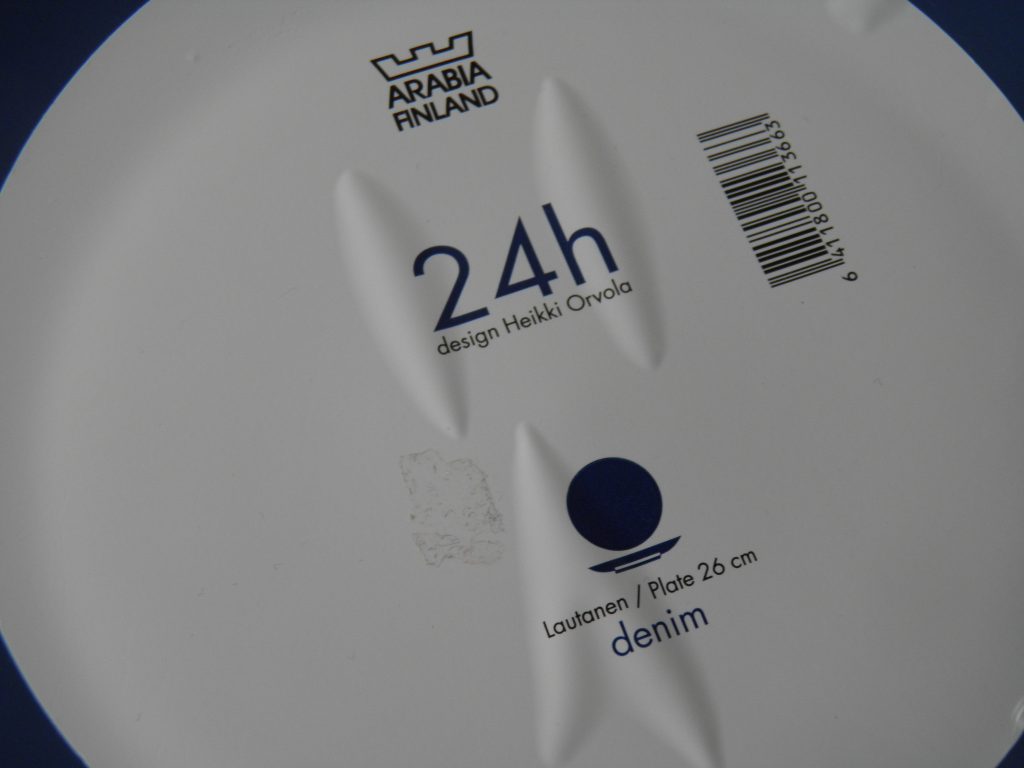 ARABIA
FINLAND
24h
design Heikki Orvola
6 411800 113663
Lautanen / Plate 26 cm
denim